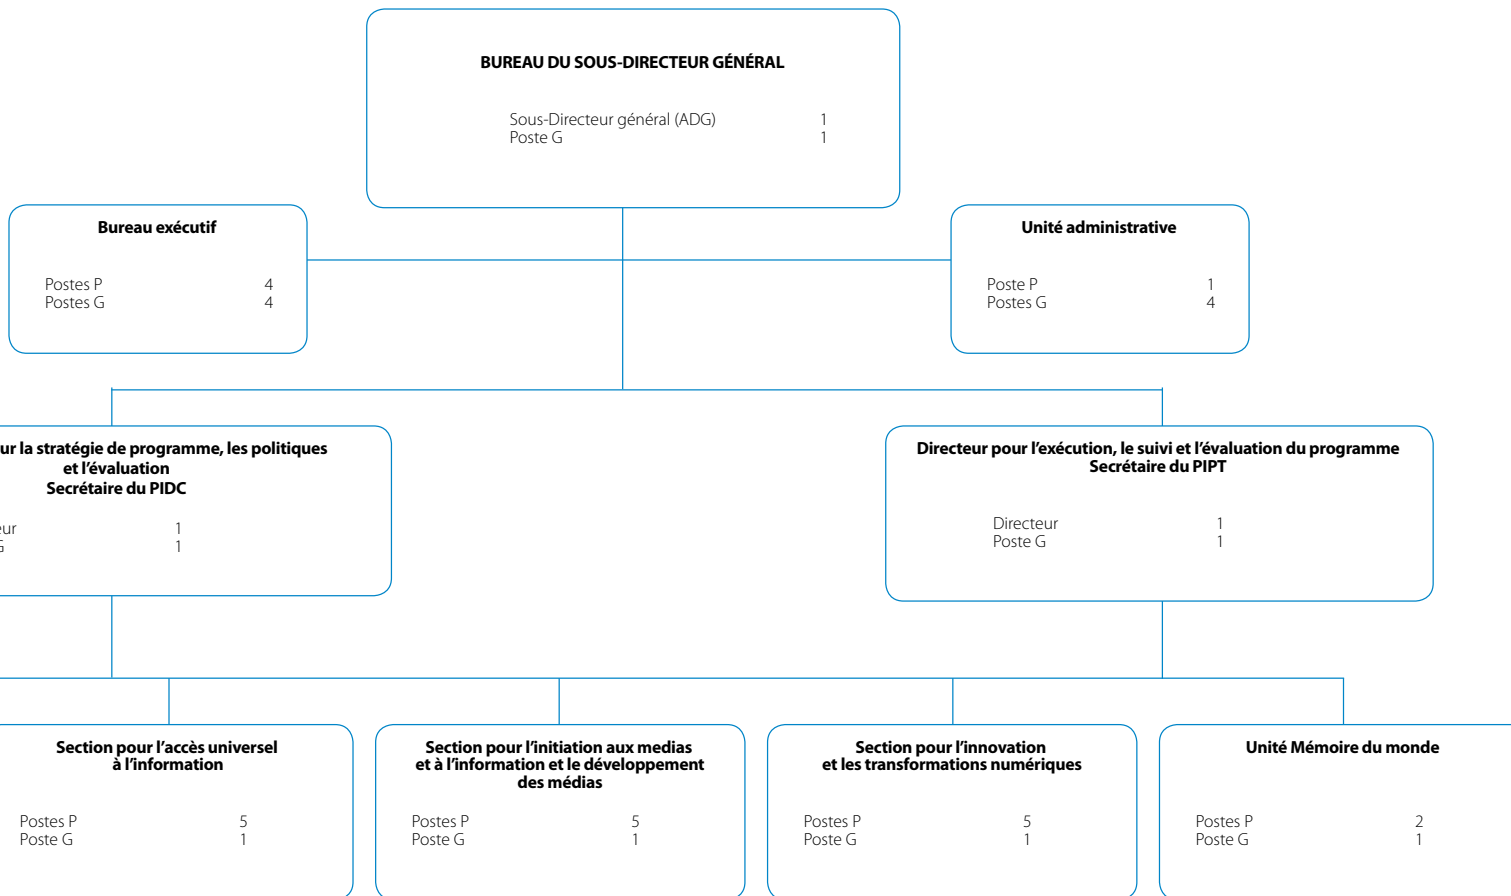 BUREAU DU SOUS-DIRECTEUR GÉNÉRAL
Sous-Directeur général (ADG) 1
Poste G 1
Bureau exécutif
Postes P 4
Postes G 4
Unité administrative
Poste P 1
Postes G 4
la stratégie de programme, les politiques
et l'évaluation
Secrétaire du PIDC
1
G 1
Directeur pour l'exécution, le suivi et l'évaluation du programme
Secrétaire du PIPT
Directeur 1
Poste G 1
Section pour l'accès universel
à l'information
Postes P 5
Poste G 1
Section pour l'initiation aux medias
et à l'information et le développement
des médias
Postes P 5
Poste G 1
Section pour l'innovation
et les transformations numériques
Postes P 5
Poste G 1
Unité Mémoire du monde
Postes P 2
Poste G 1